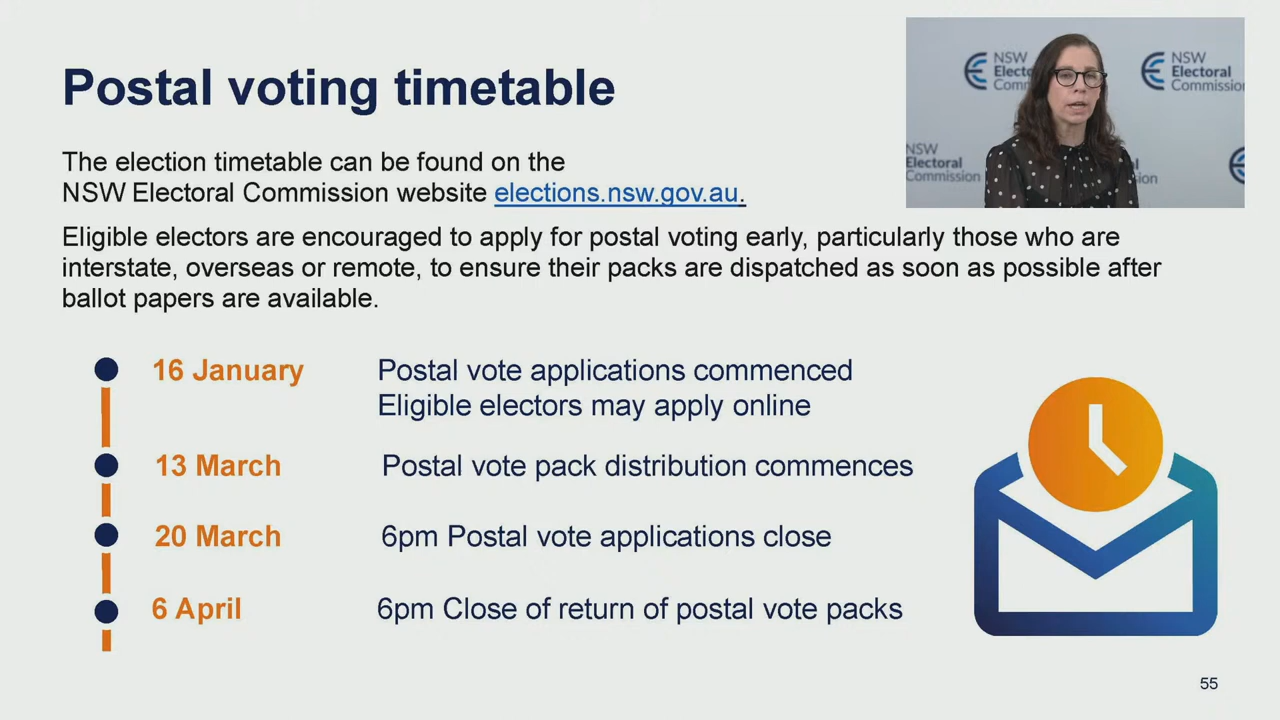 Postal voting timetable
The election timetable can be found on the
NSW Electoral Commission website elections.nsw.gov.au.
Eligible electors are encouraged to apply for postal voting early, particularly those who are
interstate, overseas or remote, to ensure their packs are dispatched as soon as possible after
ballot papers are available.
16 January Postal vote applications commenced
Eligible electors may apply online
13 March Postal vote pack distribution commences
20 March 6pm Postal vote applications close
6 April 6pm Close of return of postal vote packs
55
NSW
Electoral
Commission
NSW
Electoral
Commission